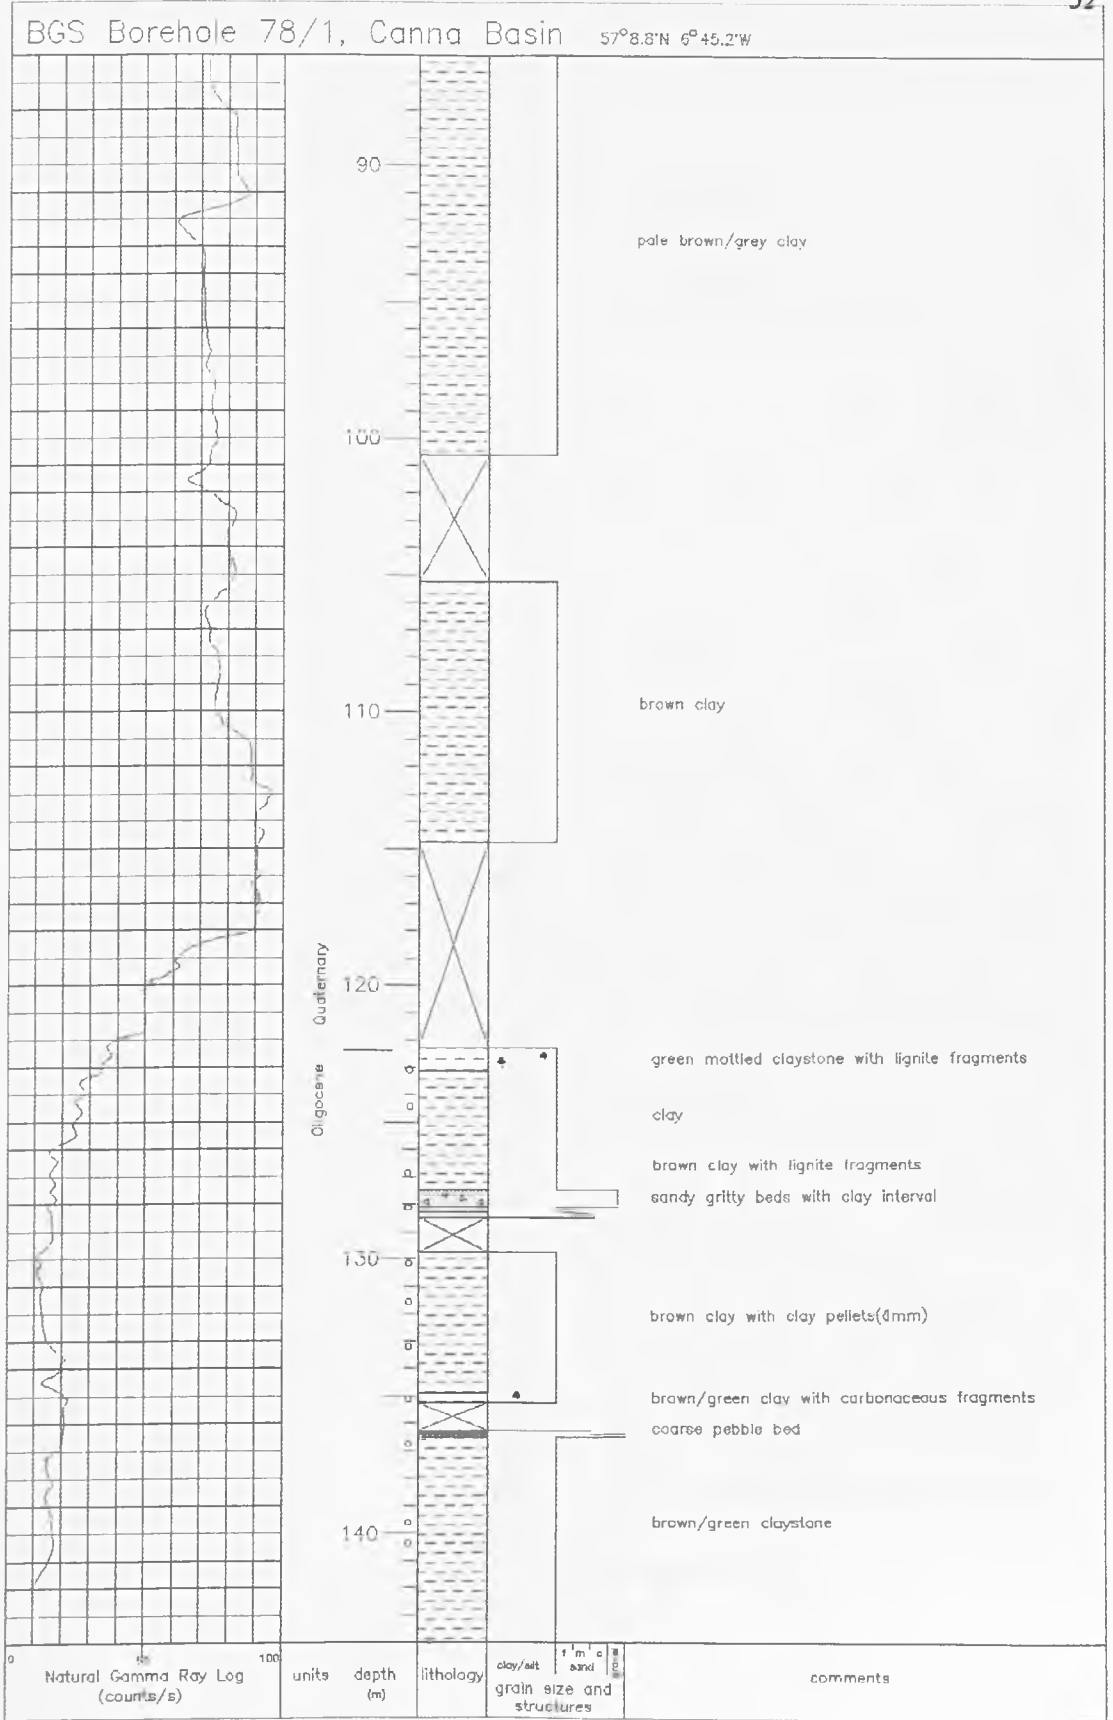 52
BGS Borehole 78/1, Canna Basin 57°8.8'N 6°45.2'W
90
pale brown/grey clay
100
110
brown clay
Quaternary
120
Oligocene
green mottled claystone with lignite fragments
clay
brown clay with lignite fragments
sandy gritty beds with clay interval
130
brown clay with clay pellets
brown/green clay with carbonaceous fragments
coarse pebble bed
140
brown/green claystone
0 100
Natural Gamma Ray Log
(counts/s)
units
depth
(m)
lithology
clay/silt
f m c
sand
grain size and
structures
comments